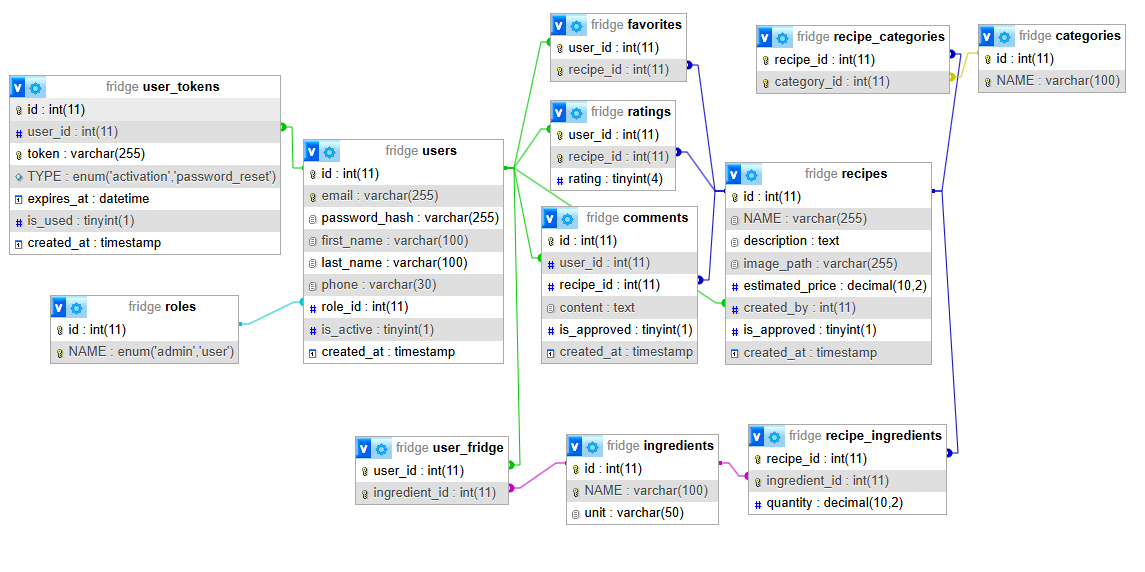 fridge favorites
user_id : int(11)
recipe_id : int(11)
fridge recipe_categories
recipe_id : int(11)
category_id : int(11)
fridge categories
id : int(11)
NAME : varchar(100)
fridge user_tokens
id : int(11)
user_id : int(11)
token : varchar(255)
TYPE : enum('activation','password_reset')
expires_at : datetime
is_used : tinyint(1)
created_at : timestamp
fridge ratings
user_id : int(11)
recipe_id : int(11)
rating : tinyint(4)
fridge users
id : int(11)
email : varchar(255)
password_hash : varchar(255)
first_name : varchar(100)
last_name : varchar(100)
phone : varchar(30)
role_id : int(11)
is_active : tinyint(1)
created_at : timestamp
fridge recipes
id : int(11)
NAME : varchar(255)
description : text
image_path : varchar(255)
estimated_price : decimal(10,2)
created_by : int(11)
is_approved : tinyint(1)
created_at : timestamp
fridge comments
id : int(11)
user_id : int(11)
recipe_id : int(11)
content : text
is_approved : tinyint(1)
created_at : timestamp
fridge roles
id : int(11)
NAME : enum('admin','user')
fridge user_fridge
user_id : int(11)
ingredient_id : int(11)
fridge ingredients
id : int(11)
NAME : varchar(100)
unit : varchar(50)
fridge recipe_ingredients
recipe_id : int(11)
ingredient_id : int(11)
quantity : decimal(10,2)